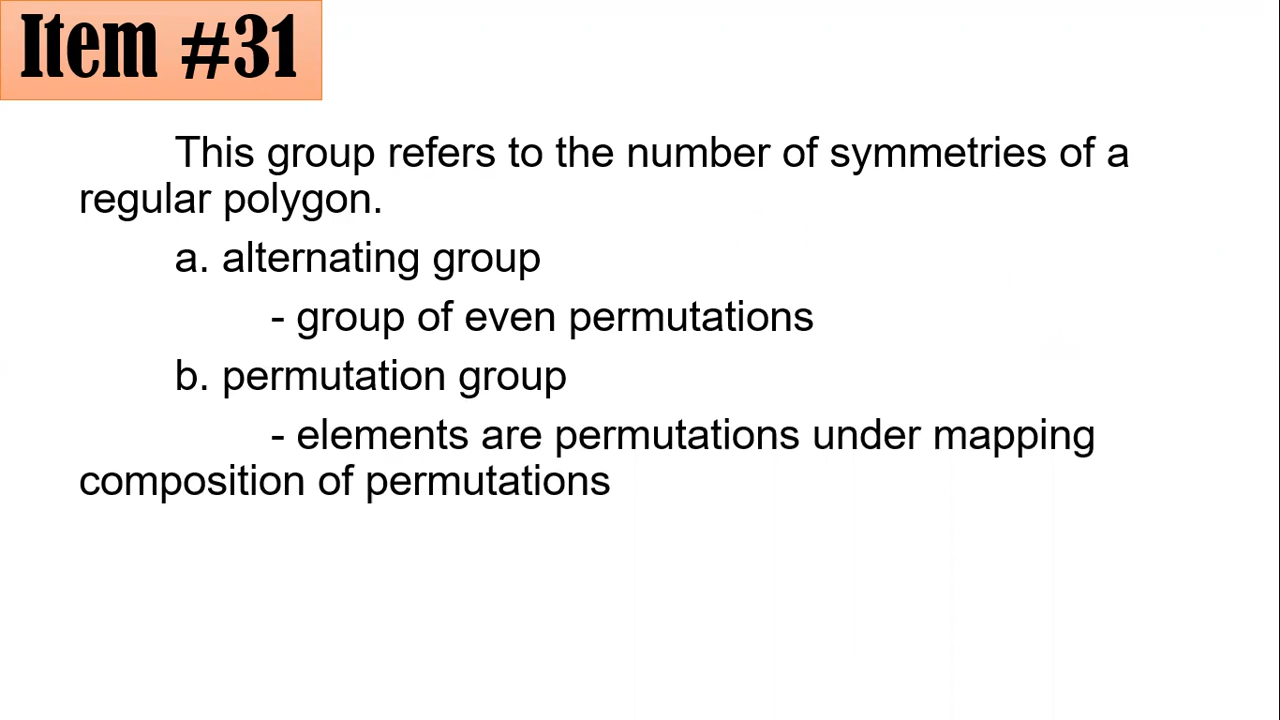 Item #31
This group refers to the number of symmetries of a
regular polygon.
a. alternating group
- group of even permutations
b. permutation group
- elements are permutations under mapping
composition of permutations